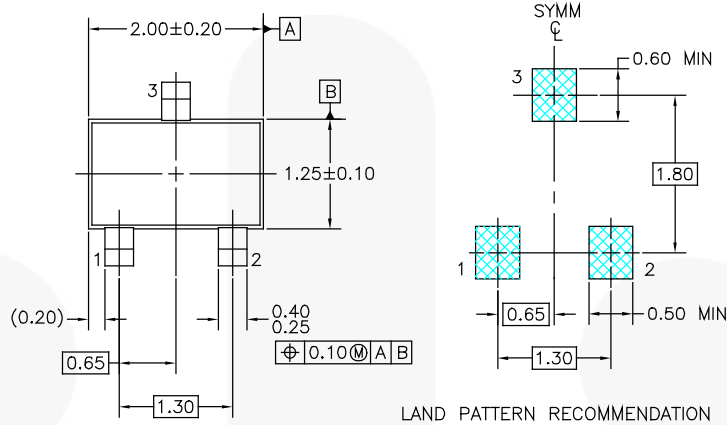 2.00±0.20
A
3
B
1.25±0.10
1
2
(0.20)
0.40
0.25
⌖ 0.10Ⓜ A B
0.65
1.30
SYMM
℄
3
0.60 MIN
1.80
1
2
0.65
0.50 MIN
1.30
LAND PATTERN RECOMMENDATION